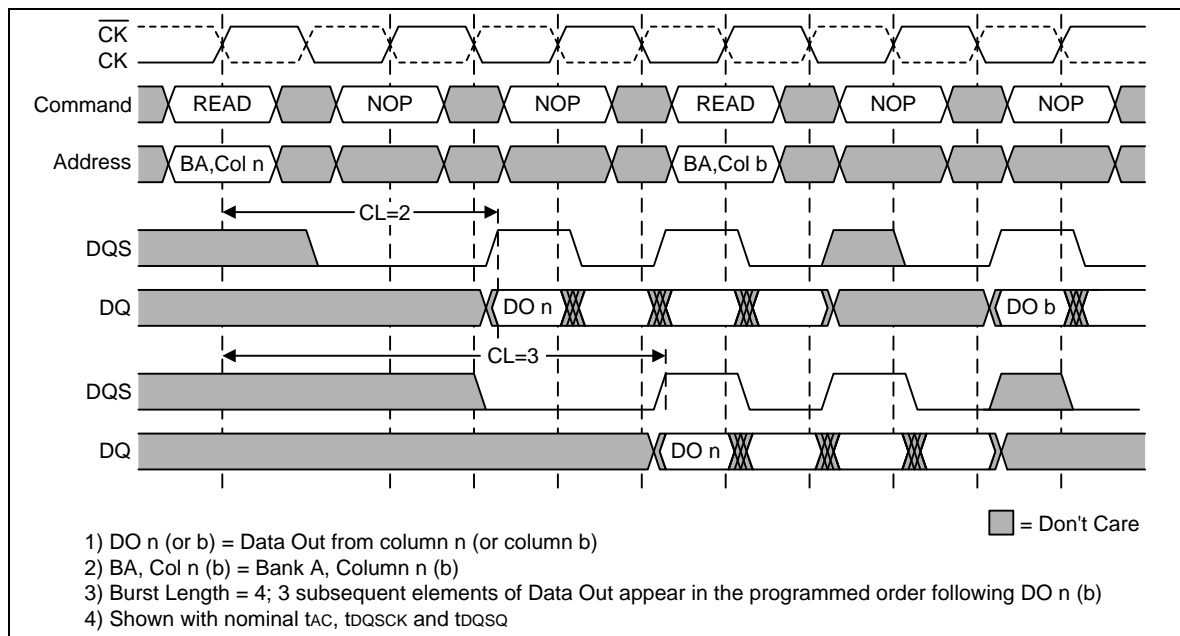 CK
CK
Command READ NOP NOP READ NOP NOP
Address BA,Col n BA,Col b
CL=2
DQS
DQ DO n DO b
CL=3
DQS
DQ DO n
= Don't Care
1) DO n (or b) = Data Out from column n (or column b)
2) BA, Col n (b) = Bank A, Column n (b)
3) Burst Length = 4; 3 subsequent elements of Data Out appear in the programmed order following DO n (b)
4) Shown with nominal tAC, tDQSCK and tDQSQ